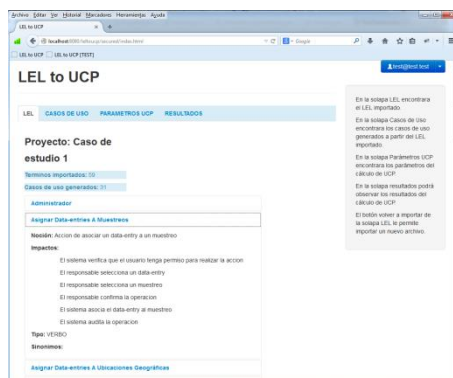 Archivo Editar Ver Historial Marcadores Herramientas Ayuda
LEL to UCP
localhost
Google
LEL to UCP LEL to UCP [TEST]
test@test test
LEL to UCP
LEL CASOS DE USO PARAMETROS UCP RESULTADOS
Proyecto: Caso de
estudio 1
Terminos importados: 59
Casos de uso generados: 31
Administrador
Asignar Data-entries A Muestreos
Noción: Accion de asociar un data-entry a un muestreo
Impactos:
El sistema verifica que el usuario tenga permiso para realizar la accion
El responsable selecciona un data-entry
El responsable selecciona un muestreo
El responsable confirma la operacion
El sistema asocia el data-entry al muestreo
El sistema audita la operacion
Tipo: VERBO
Sinonimos:
Asignar Data-entries A Ubicaciones Geográficas
En la solapa LEL encontrara
el LEL importado.
En la solapa Casos de Uso
encontrara los casos de uso
generados a partir del LEL
importado.
En la solapa Parámetros UCP
encontrara los parámetros del
cálculo de UCP.
En la solapa resultados podrá
observar los resultados del
cálculo de UCP.
El botón volver a importar de
la solapa LEL le permite
importar un nuevo archivo.